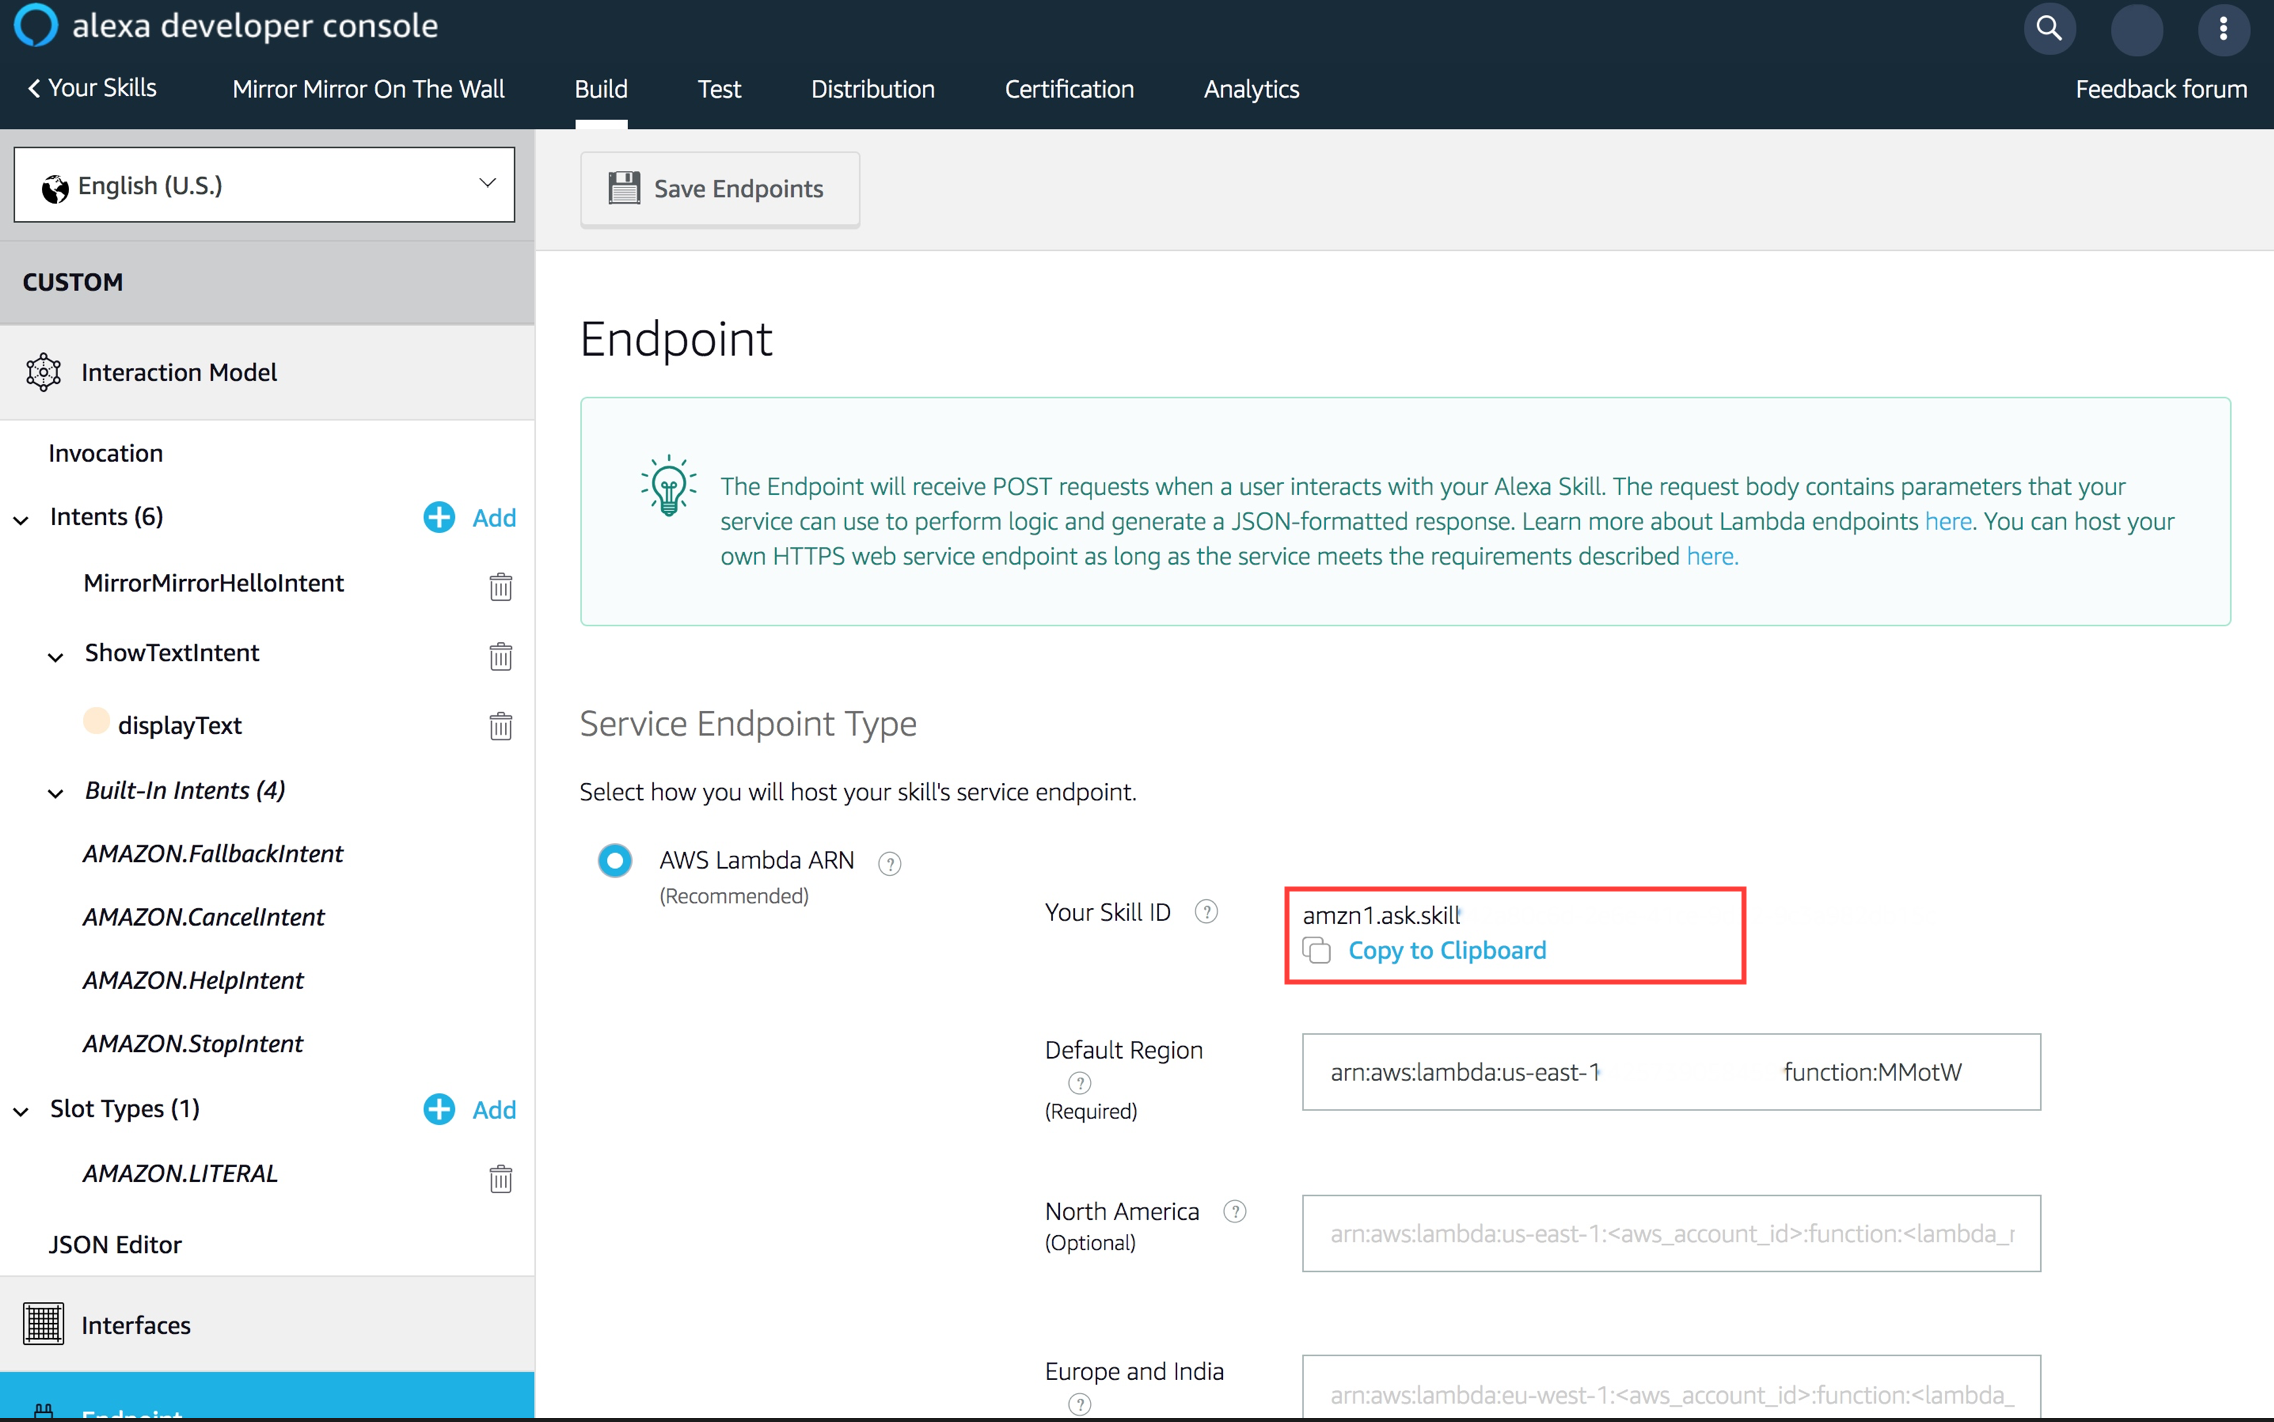 alexa developer console
Your Skills
Mirror Mirror On The Wall
Build
Test
Distribution
Certification
Analytics
Feedback forum
English (U.S.)
CUSTOM
Interaction Model
Invocation
Intents (6)
Add
MirrorMirrorHelloIntent
ShowTextIntent
displayText
Built-In Intents (4)
AMAZON.FallbackIntent
AMAZON.CancelIntent
AMAZON.HelpIntent
AMAZON.StopIntent
Slot Types (1)
Add
AMAZON.LITERAL
JSON Editor
Interfaces
Endpoint
Save Endpoints
Endpoint
The Endpoint will receive POST requests when a user interacts with your Alexa Skill. The request body contains parameters that your
service can use to perform logic and generate a JSON-formatted response. Learn more about Lambda endpoints here. You can host your
own HTTPS web service endpoint as long as the service meets the requirements described here.
Service Endpoint Type
Select how you will host your skill's service endpoint.
AWS Lambda ARN ?
(Recommended)
Your Skill ID ?
amzn1.ask.skill
Copy to Clipboard
Default Region
?
(Required)
arn:aws:lambda:us-east-1 function:MMotW
North America ?
(Optional)
arn:aws:lambda:us-east-1:<aws_account_id>:function:<lambda_
Europe and India
?
arn:aws:lambda:eu-west-1:<aws_account_id>:function:<lambda_